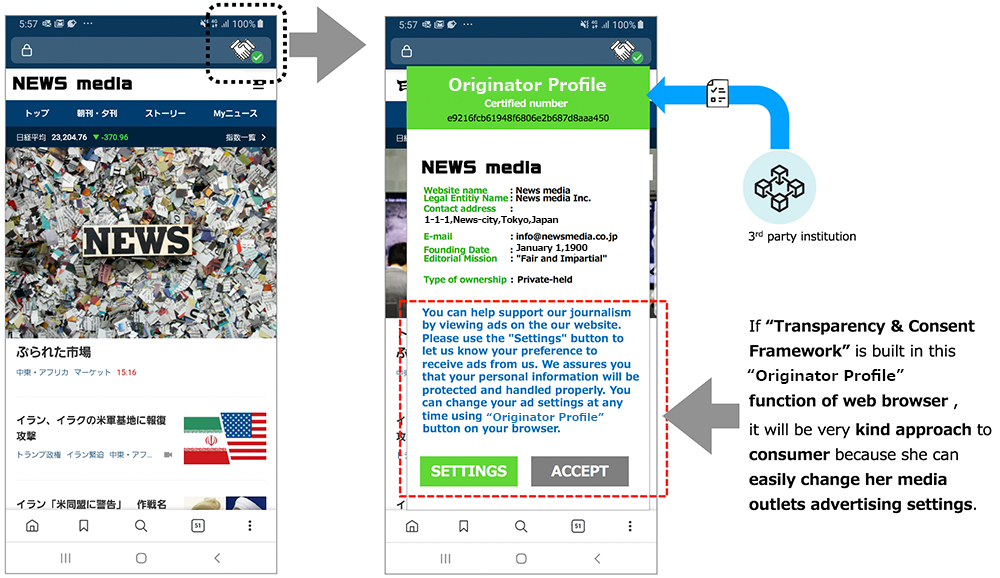 5:57
100%
NEWS media
トップ 朝刊・夕刊 ストーリー Myニュース
日経平均 23,204.76 ▼-370.96 指数一覧
NEWS
ぶられた市場
中東・アフリカ マーケット 15:16
イラン、イラクの米軍基地に報復
攻撃
トランプ政権 イラン緊迫 中東・アフ...
イラン「米同盟に警告」 作戦名
51
5:57
100%
Originator Profile
Certified number
e9216fcb61948f6806e2b687d8aaa450
日経
NEWS media
Website name : News media
Legal Entity Name : News media Inc.
Contact address :
1-1-1,News-city,Tokyo,Japan
E-mail : info@newsmedia.co.jp
Founding Date : January 1,1900
Editorial Mission : "Fair and Impartial"
Type of ownership : Private-held
You can help support our journalism
by viewing ads on the our website.
Please use the "Settings" button to
let us know your preference to
receive ads from us. We assures you
that your personal information will be
protected and handled properly. You
can change your ad settings at any
time using “Originator Profile”
button on your browser.
SETTINGS ACCEPT
51
3rd party institution
If “Transparency & Consent
Framework” is built in this
“Originator Profile”
function of web browser ,
it will be very kind approach to
consumer because she can
easily change her media
outlets advertising settings.